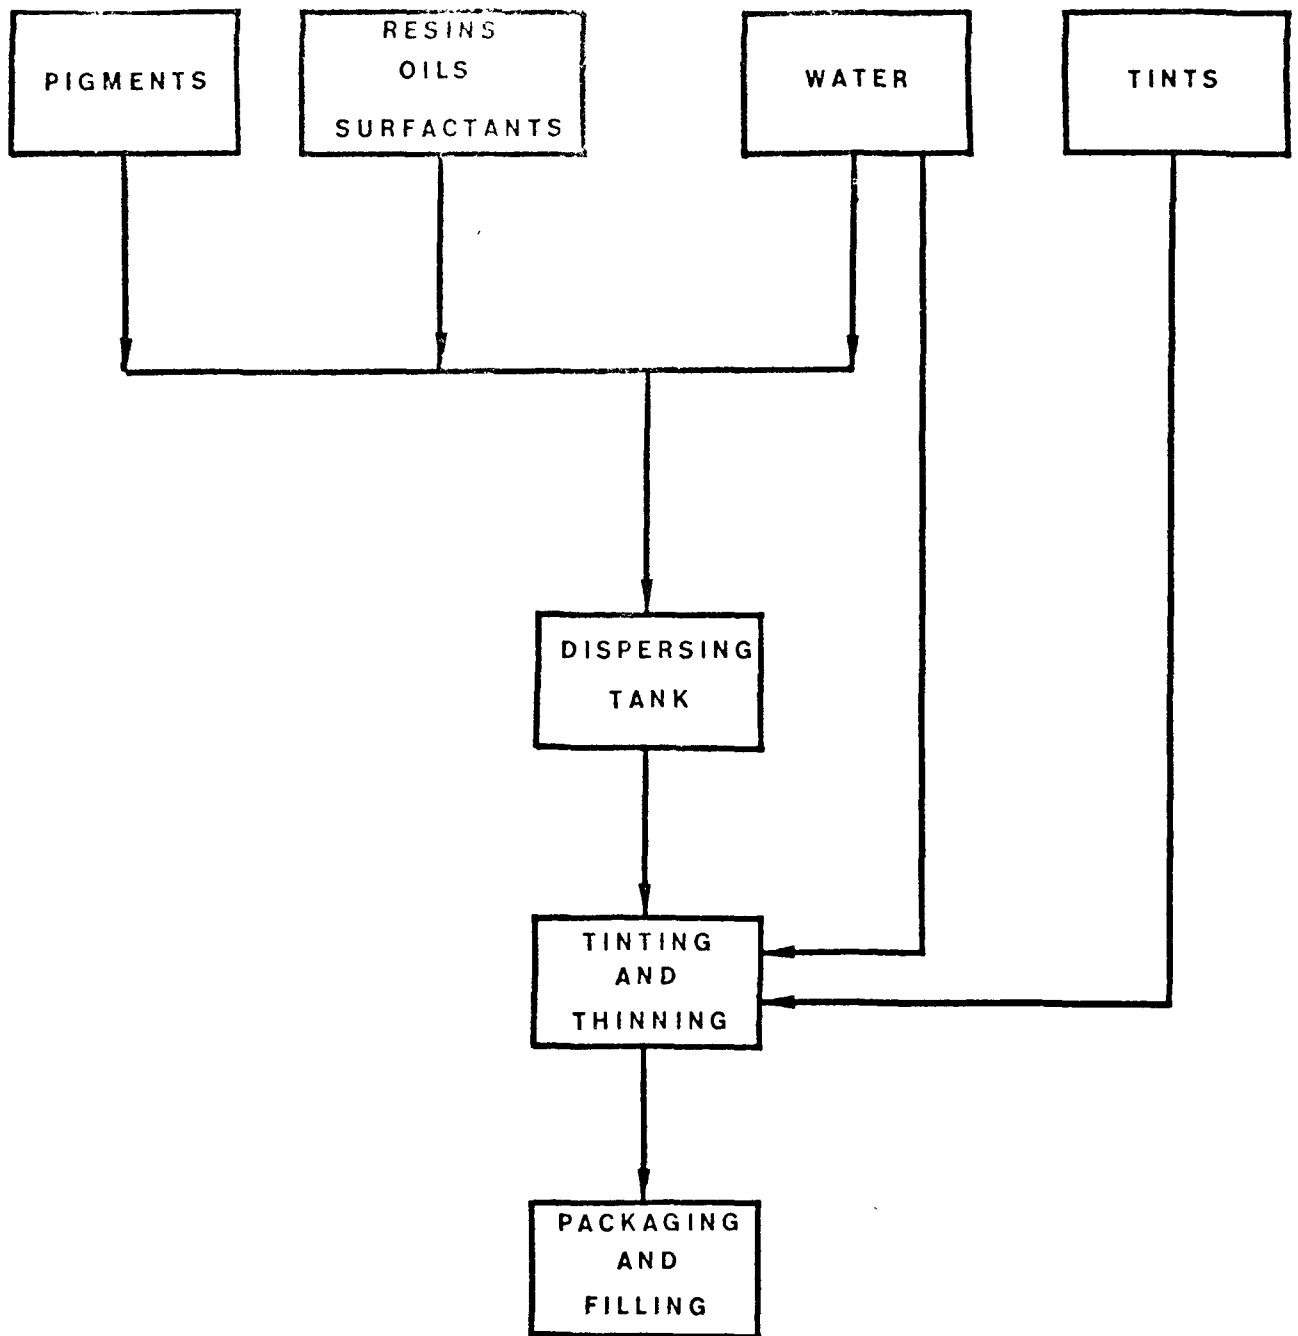 PIGMENTS
RESINS
OILS
SURFACTANTS
WATER
TINTS
DISPERSING
TANK
TINTING
AND
THINNING
PACKAGING
AND
FILLING